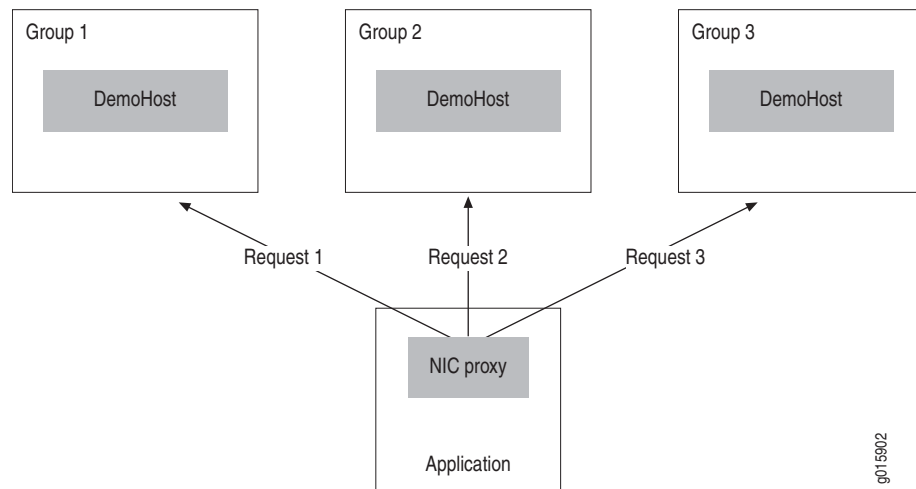 Group 1
Group 2
Group 3
DemoHost
DemoHost
DemoHost
Request 1
Request 2
Request 3
NIC proxy
Application
g015902